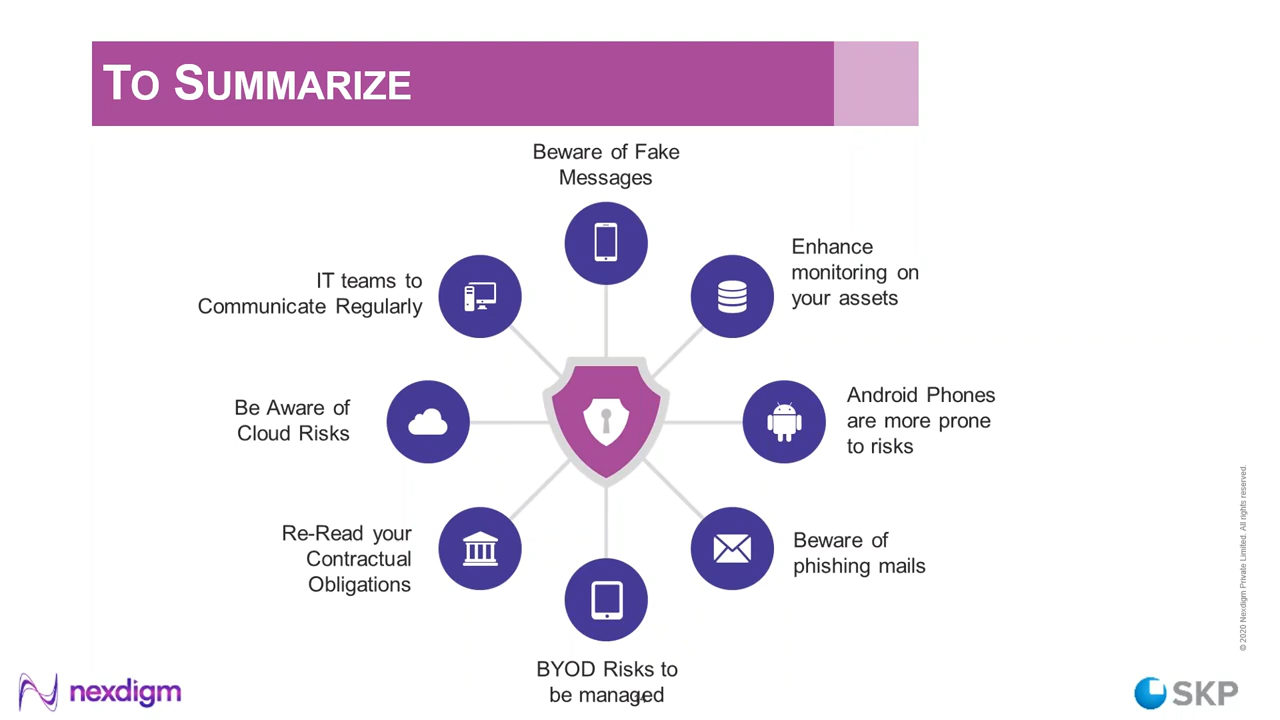 TO SUMMARIZE
Beware of Fake
Messages
Enhance
monitoring on
your assets
Android Phones
are more prone
to risks
Beware of
phishing mails
BYOD Risks to
be managed
Re-Read your
Contractual
Obligations
Be Aware of
Cloud Risks
IT teams to
Communicate Regularly
© 2020 Nexdigm Private Limited. All rights reserved.
nexdigm
SKP